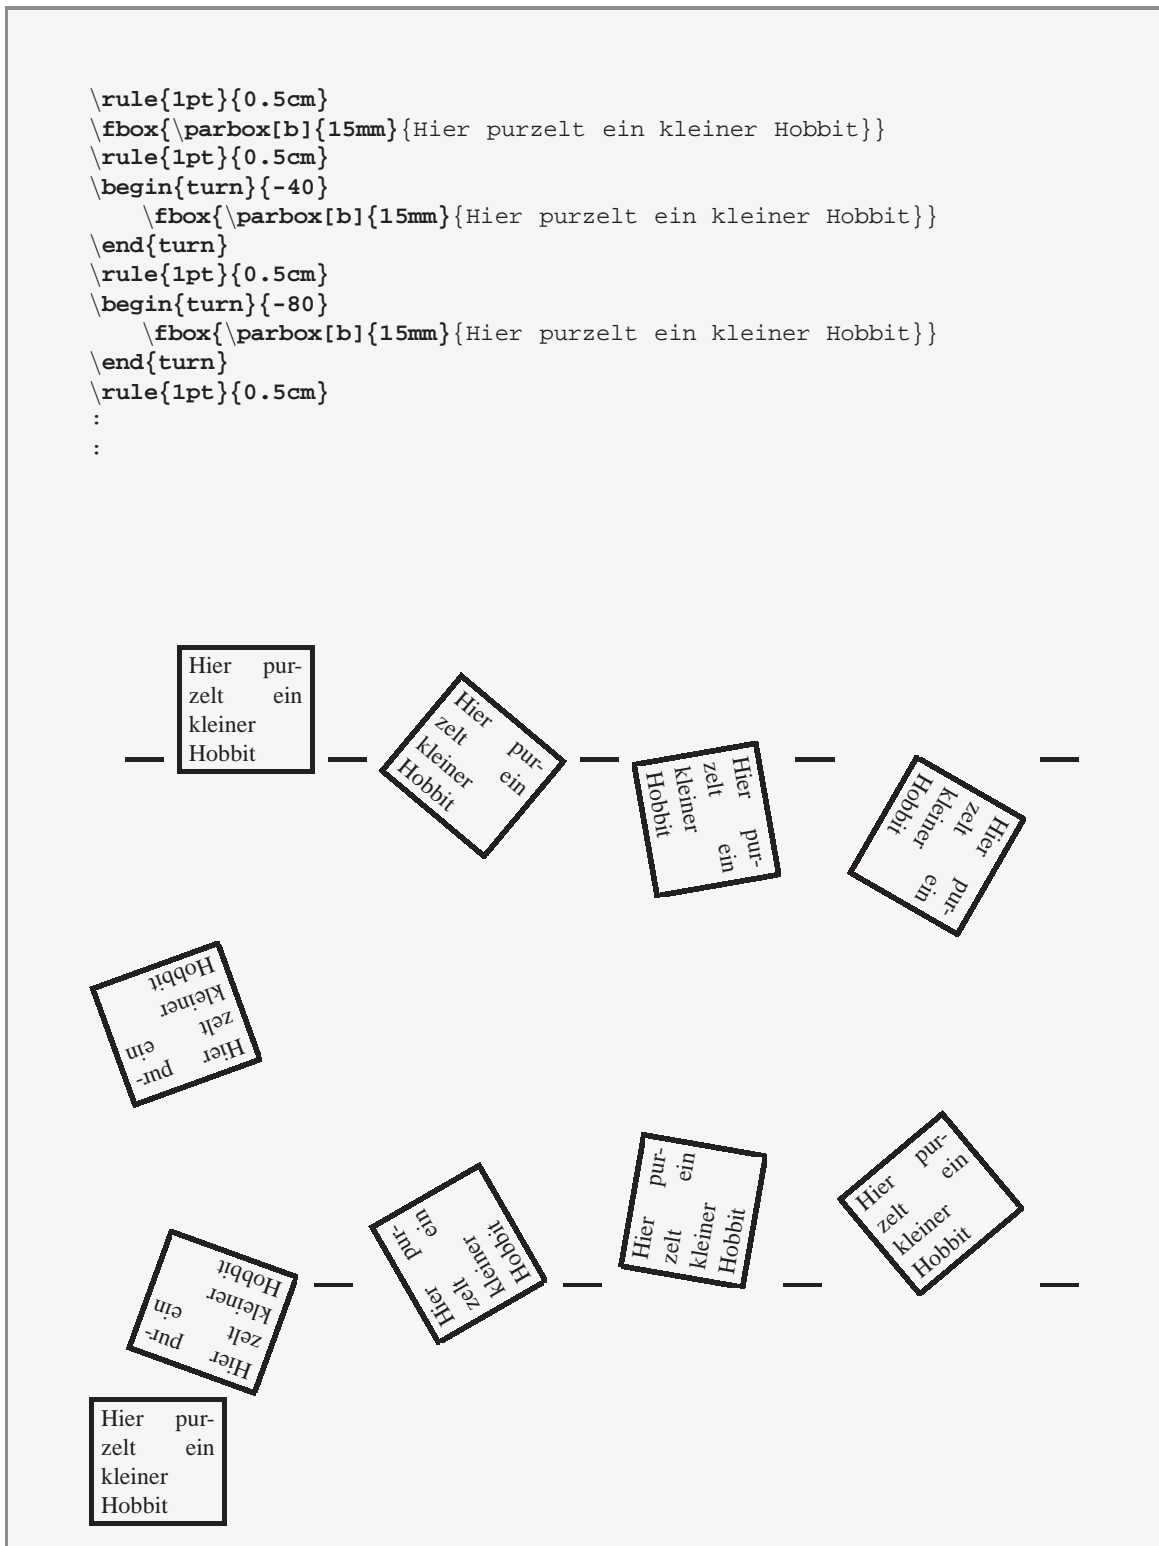 \rule{1pt}{0.5cm}
\fbox{\parbox[b]{15mm}{Hier purzelt ein kleiner Hobbit}}
\rule{1pt}{0.5cm}
\begin{turn}{-40}
\fbox{\parbox[b]{15mm}{Hier purzelt ein kleiner Hobbit}}
\end{turn}
\rule{1pt}{0.5cm}
\begin{turn}{-80}
\fbox{\parbox[b]{15mm}{Hier purzelt ein kleiner Hobbit}}
\end{turn}
\rule{1pt}{0.5cm}
:
:
Hier pur-
zelt ein
kleiner
Hobbit
Hier pur-
zelt ein
kleiner
Hobbit
Hier pur-
zelt ein
kleiner
Hobbit
Hier pur-
zelt ein
kleiner
Hobbit
Hier pur-
zelt ein
kleiner
Hobbit
Hier pur-
zelt ein
kleiner
Hobbit
Hier pur-
zelt ein
kleiner
Hobbit
Hier pur-
zelt ein
kleiner
Hobbit
Hier pur-
zelt ein
kleiner
Hobbit
Hier pur-
zelt ein
kleiner
Hobbit